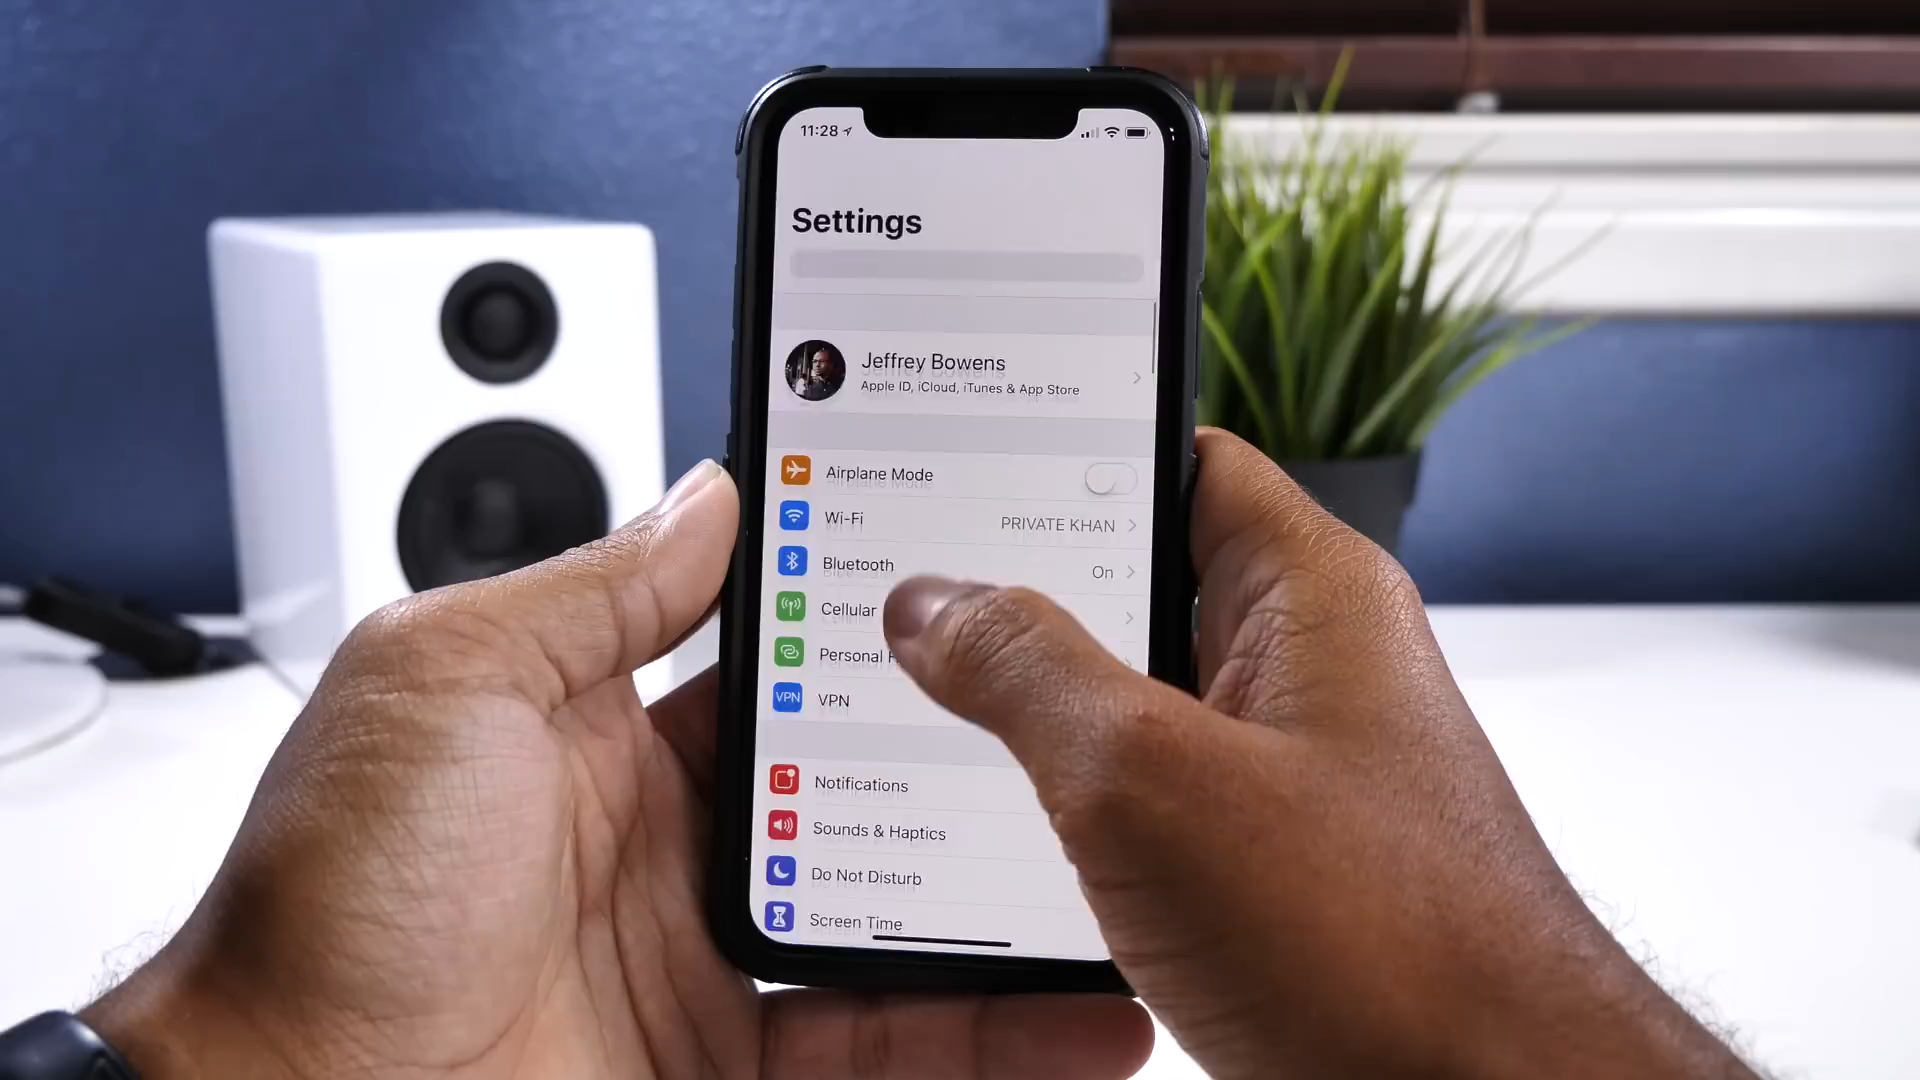 11:28
Settings
Jeffrey Bowens
Apple ID, iCloud, iTunes & App Store
Airplane Mode
Wi-Fi PRIVATE KHAN
Bluetooth On
Cellular
Personal
VPN VPN
Notifications
Sounds & Haptics
Do Not Disturb
Screen Time